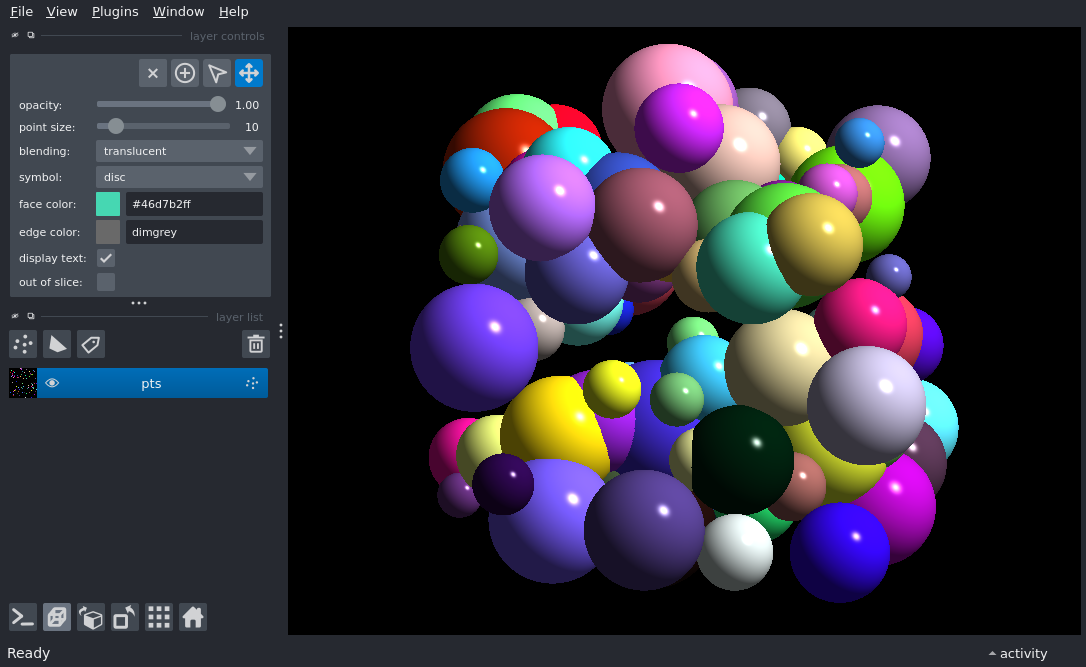 File View Plugins Window Help
layer controls
opacity: 1.00
point size: 10
blending: translucent
symbol: disc
face color: #46d7b2ff
edge color: dimgrey
display text:
out of slice:
layer list
pts
Ready
activity